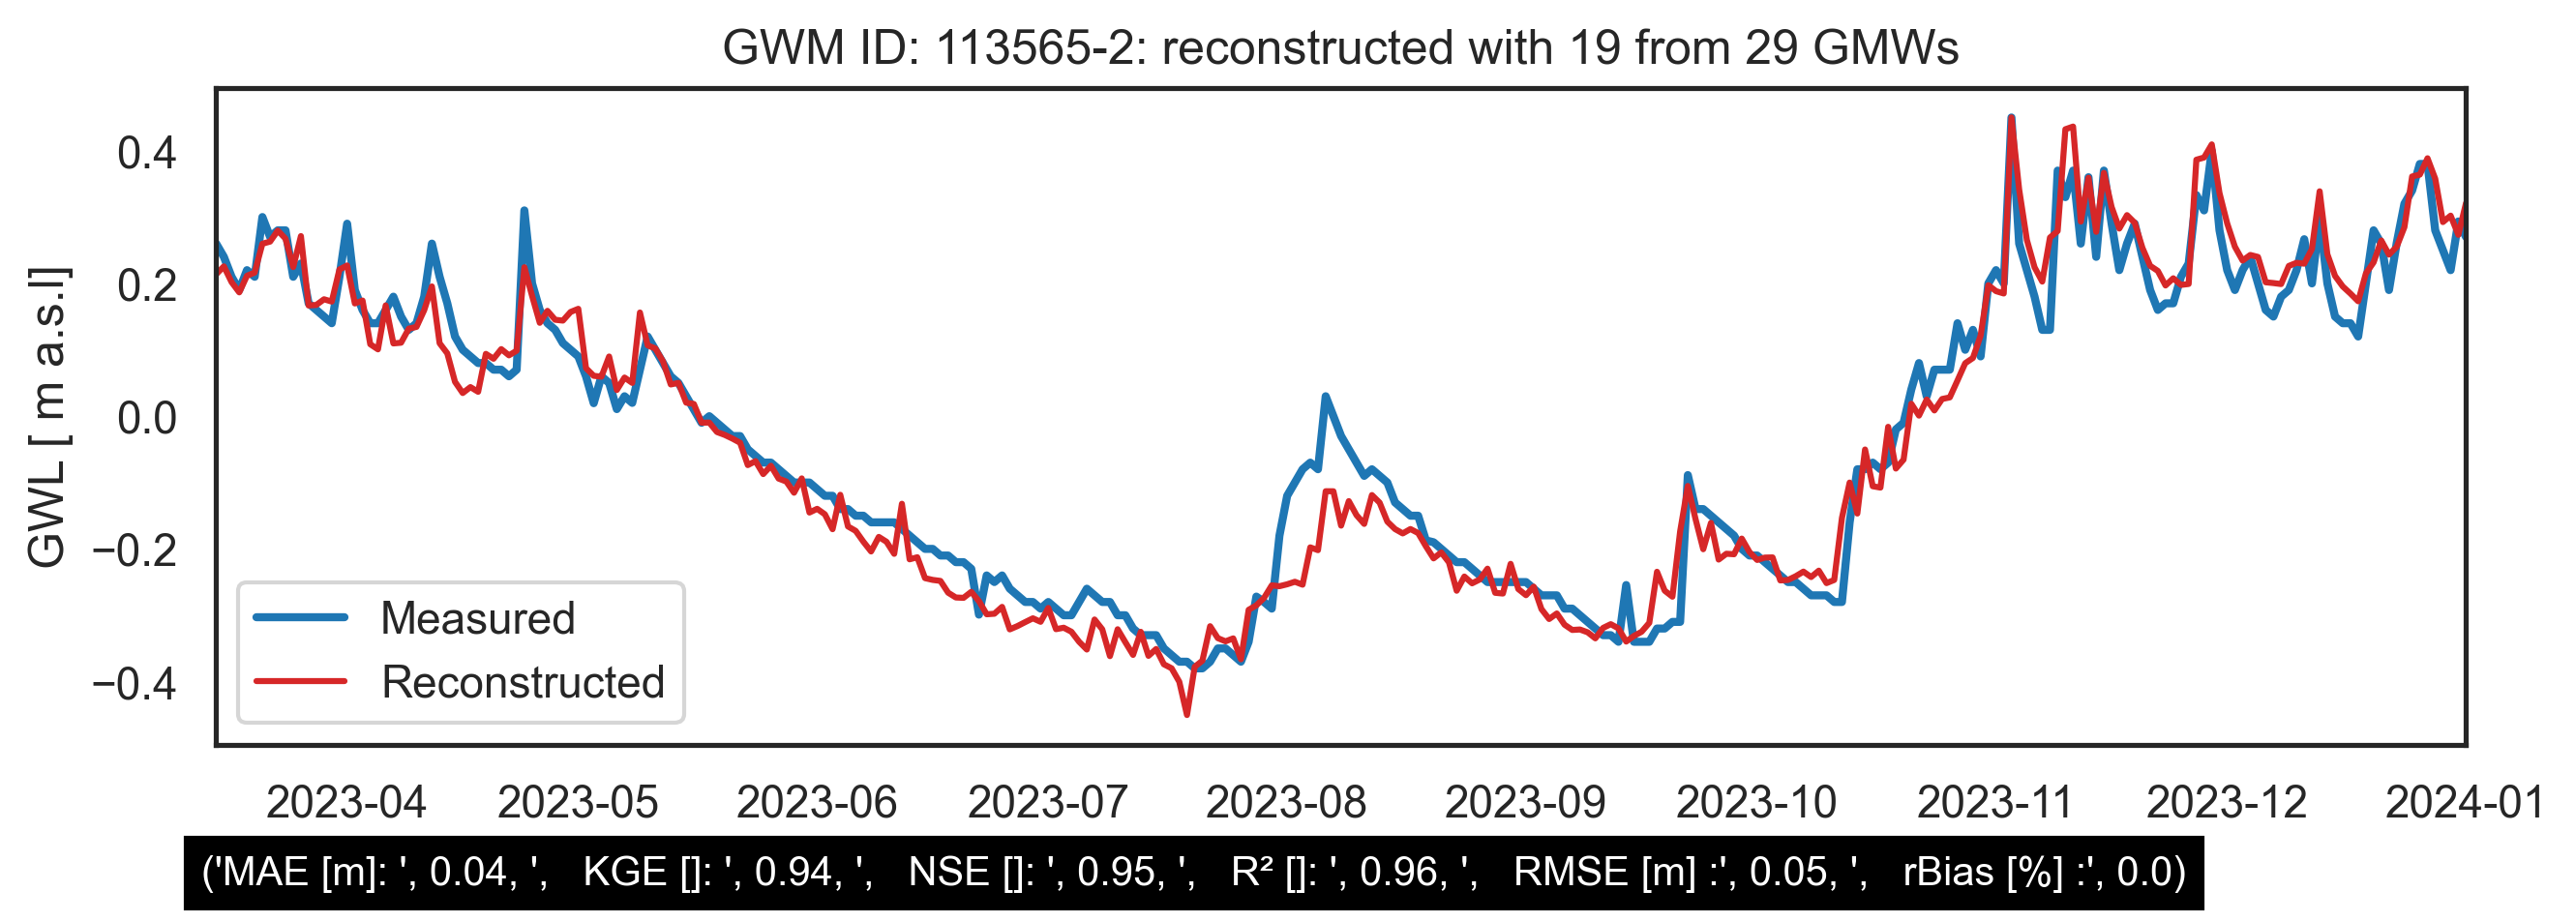 GWM ID: 113565-2: reconstructed with 19 from 29 GMWs
GWL [ m a.s.l]
0.4
0.2
0.0
−0.2
−0.4
Measured
Reconstructed
2023-04 2023-05 2023-06 2023-07 2023-08 2023-09 2023-10 2023-11 2023-12 2024-01
('MAE [m]: ', 0.04, ',   KGE []: ', 0.94, ',   NSE []: ', 0.95, ',   R² []: ', 0.96, ',   RMSE [m] :', 0.05, ',   rBias [%] :', 0.0)